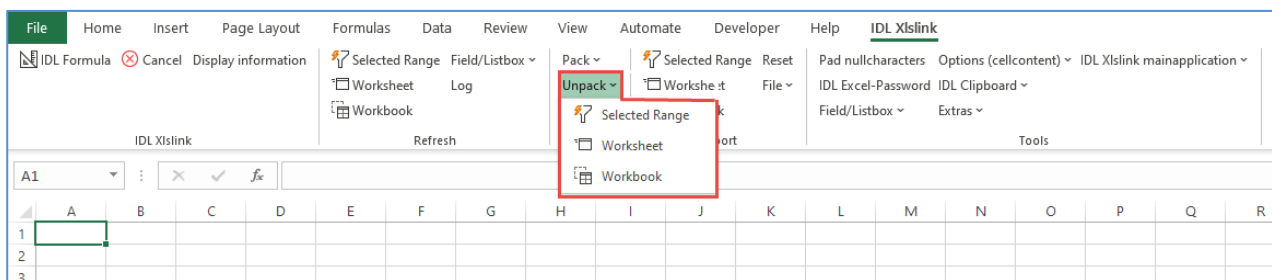 File Home Insert Page Layout Formulas Data Review View Automate Developer Help IDL Xlslink
IDL Formula Cancel Display information Selected Range Field/Listbox Pack Selected Range Reset Pad nullcharacters Options (cellcontent) IDL Xlslink mainapplication
Worksheet Log Unpack Worksheet File IDL Excel-Password IDL Clipboard
Workbook Selected Range k Field/Listbox Extras
IDL Xlslink Refresh Worksheet ort Tools
Workbook
A1 fx
A B C D E F G H I J K L M N O P Q R
1
2
3